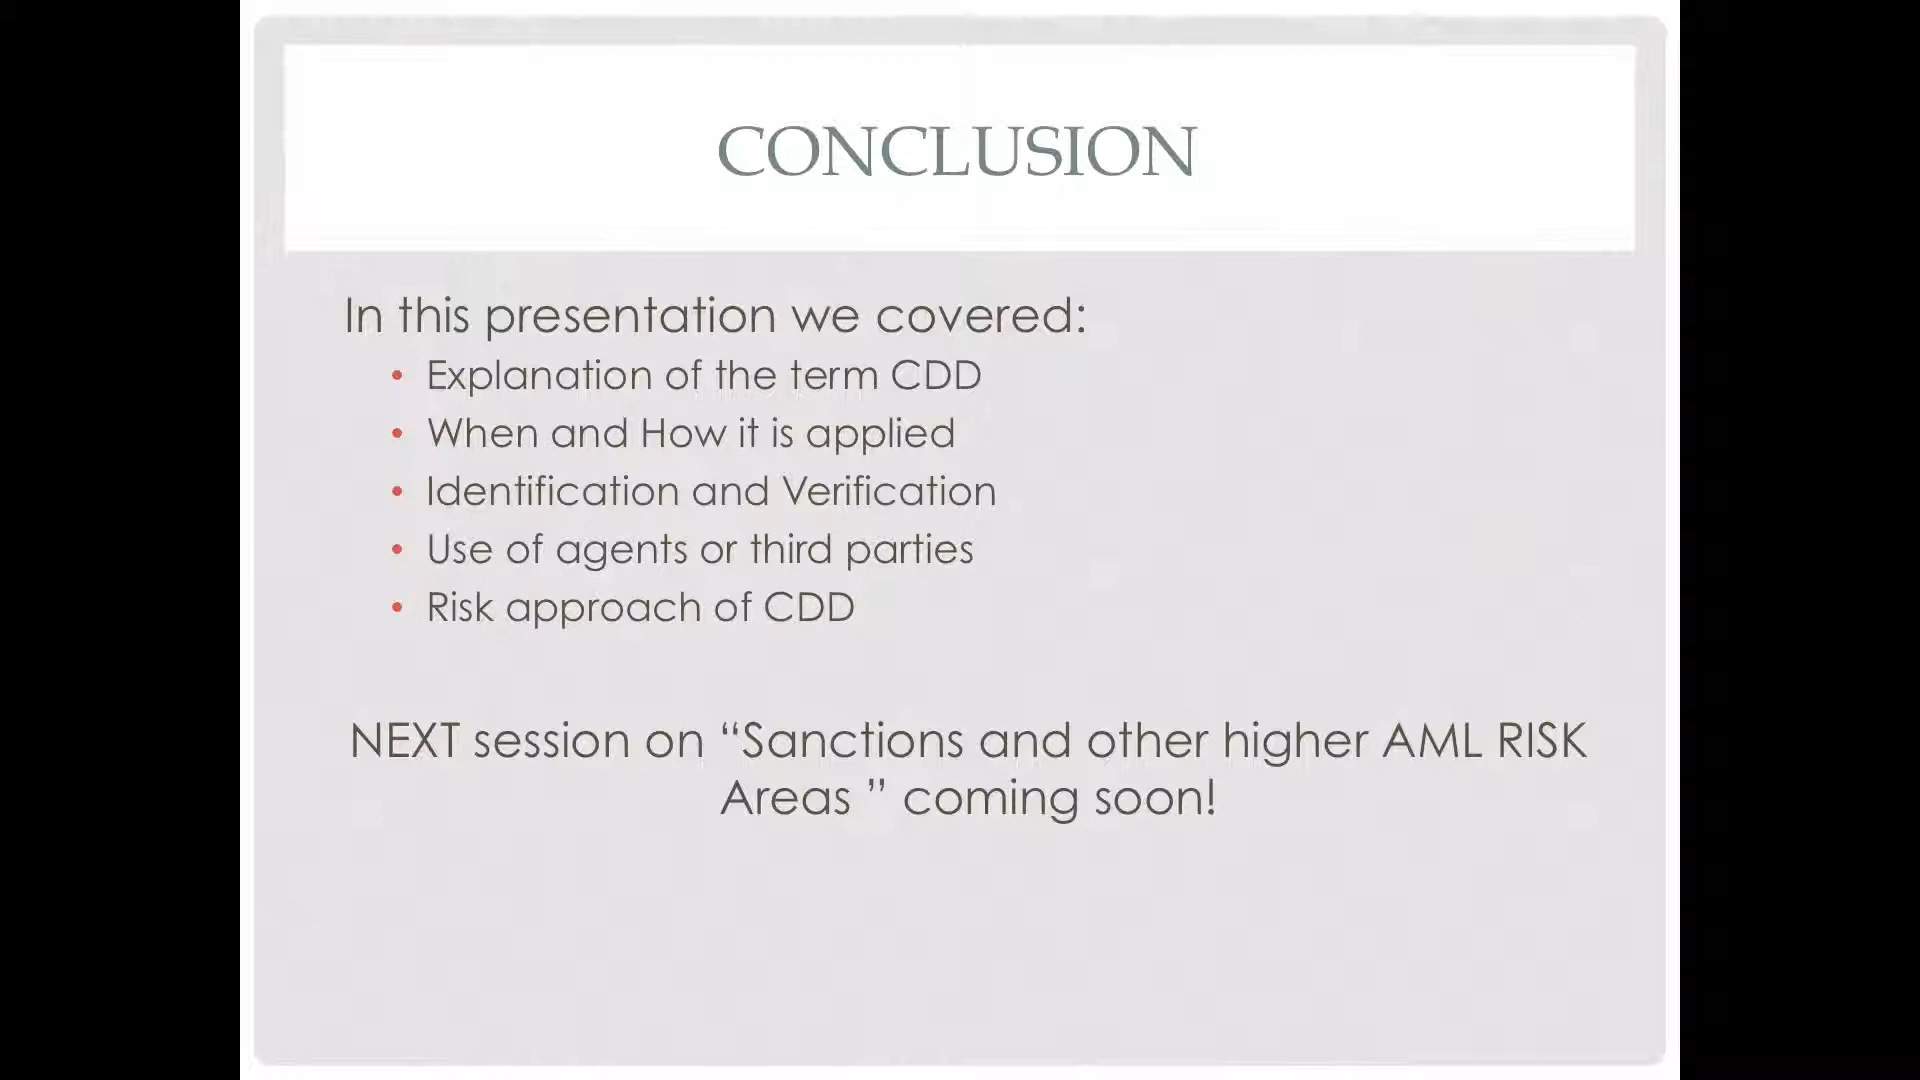 CONCLUSION
In this presentation we covered:
• Explanation of the term CDD
• When and How it is applied
• Identification and Verification
• Use of agents or third parties
• Risk approach of CDD
NEXT session on “Sanctions and other higher AML RISK
Areas ” coming soon!